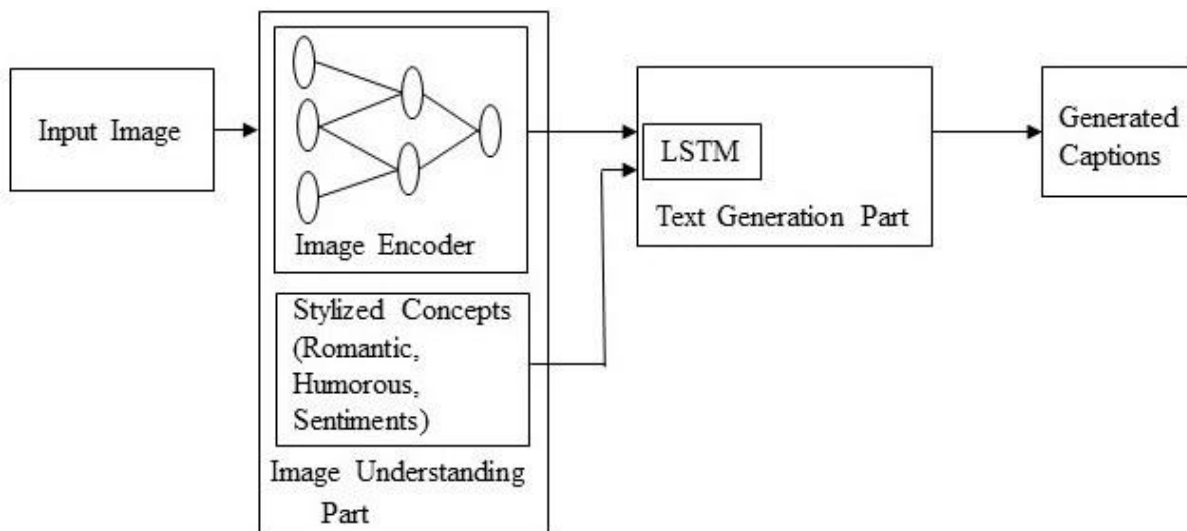 Input Image
Image Encoder
Stylized Concepts
(Romantic,
Humorous,
Sentiments)
Image Understanding
Part
LSTM
Text Generation Part
Generated
Captions